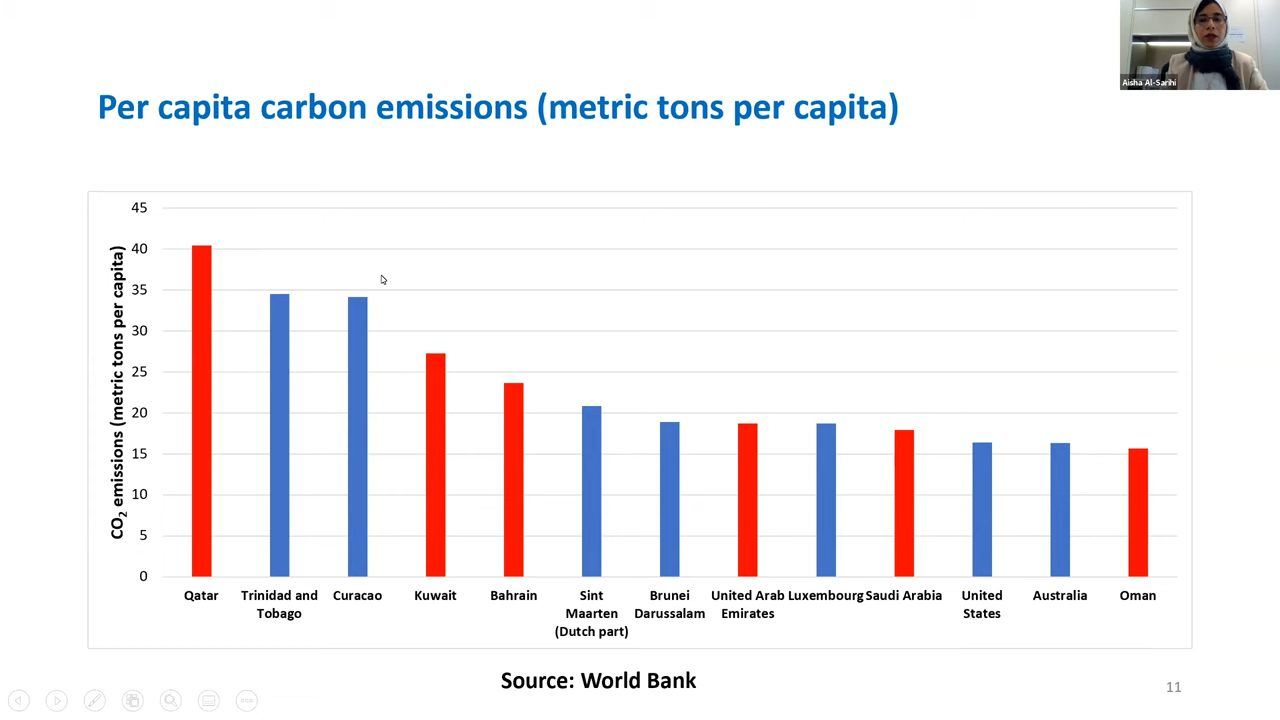 Aisha Al-Sarihi
Per capita carbon emissions (metric tons per capita)
CO2 emissions (metric tons per capita)
45
40
35
30
25
20
15
10
5
0
Qatar
Trinidad and
Tobago
Curacao
Kuwait
Bahrain
Sint
Maarten
(Dutch part)
Brunei
Darussalam
United Arab
Emirates
Luxembourg
Saudi Arabia
United
States
Australia
Oman
Source: World Bank
11